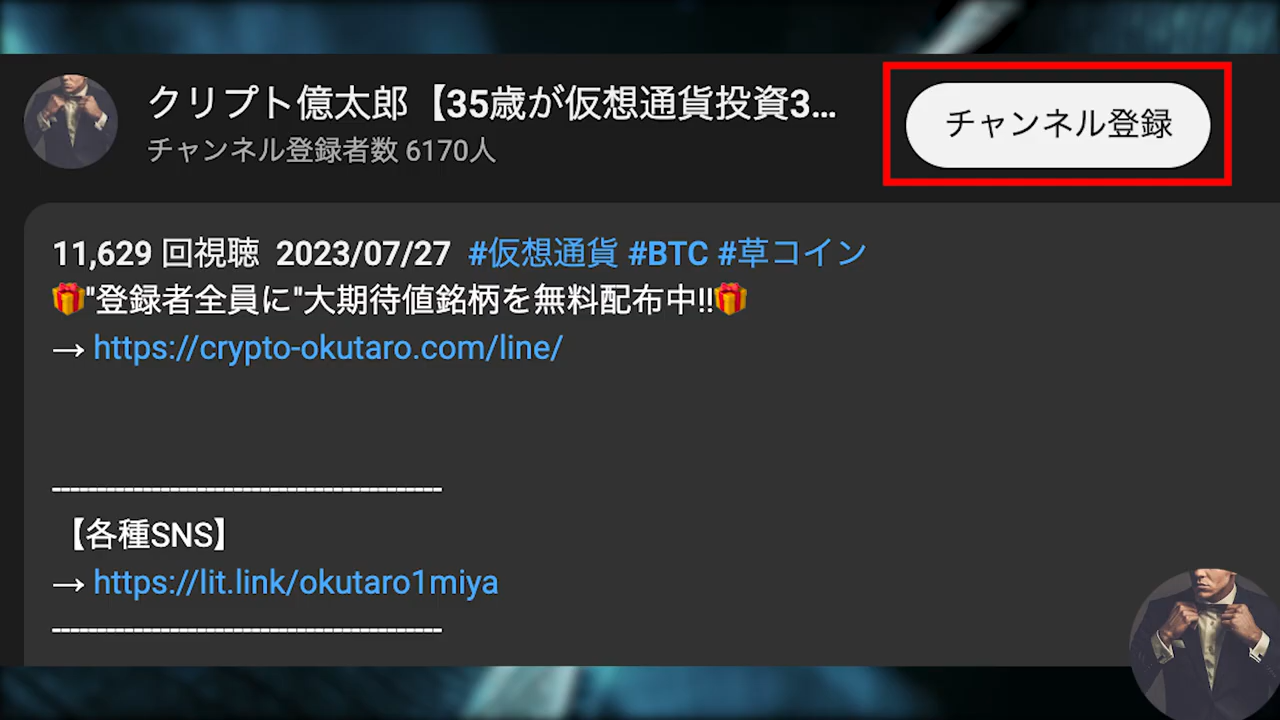 クリプト億太郎【35歳が仮想通貨投資3...
チャンネル登録者数 6170人
チャンネル登録
11,629 回視聴 2023/07/27 #仮想通貨 #BTC #草コイン
🎁"登録者全員に"大期待値銘柄を無料配布中!!🎁
→ https://crypto-okutaro.com/line/
----------------------------------------
【各種SNS】
→ https://lit.link/okutaro1miya
----------------------------------------